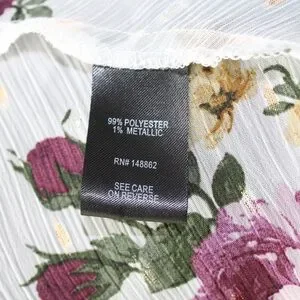 99% POLYESTER
1% METALLIC
RN# 148862
SEE CARE
ON REVERSE